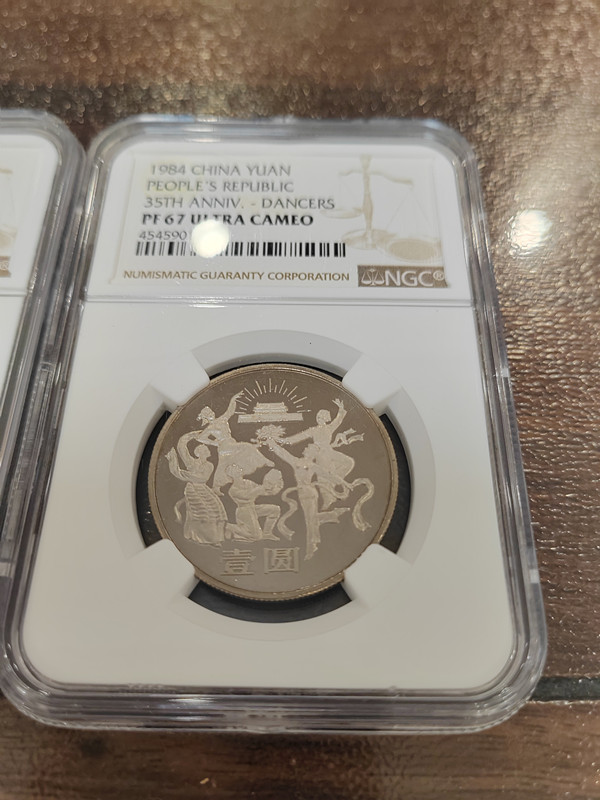 1984 CHINA YUAN
PEOPLE'S REPUBLIC
35TH ANNIV. - DANCERS
PF 67 ULTRA CAMEO
454590
NUMISMATIC GUARANTY CORPORATION NGC®
壹圆